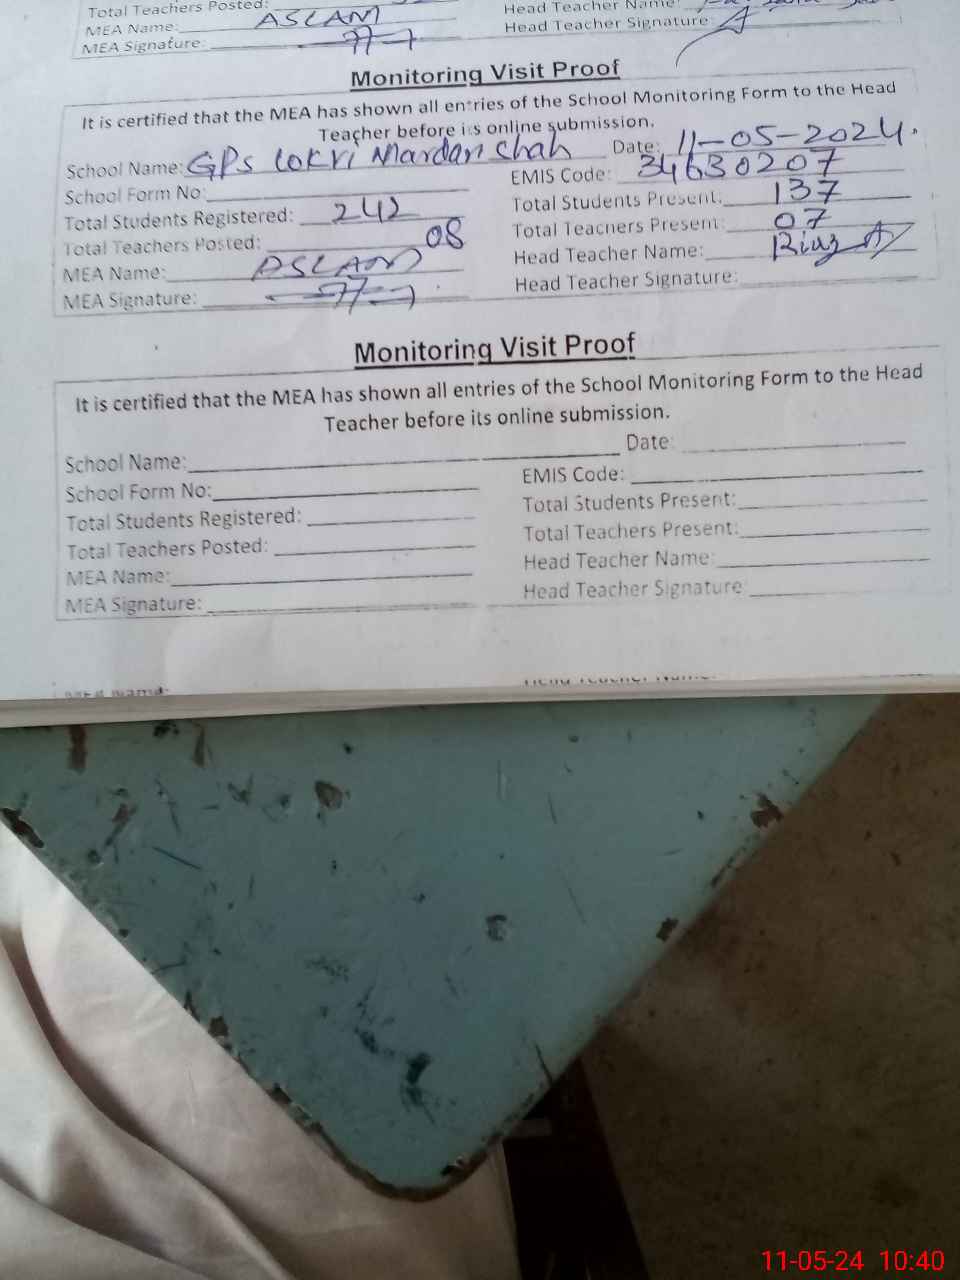 Total Teachers Posted: Head Teacher Name:
MEA Name: ASLAM Head Teacher Signature:
MEA Signature:
Monitoring Visit Proof
It is certified that the MEA has shown all entries of the School Monitoring Form to the Head
Teacher before its online submission.
School Name: GPS Lokri Mardan Shah Date: 11-05-2024.
School Form No: EMIS Code: 34630207
Total Students Registered: 242 Total Students Present: 137
Total Teachers Posted: 08 Total Teachers Present: 07
MEA Name: ASLAM Head Teacher Name: Riaz
MEA Signature: Head Teacher Signature:
Monitoring Visit Proof
It is certified that the MEA has shown all entries of the School Monitoring Form to the Head
Teacher before its online submission.
School Name: Date:
School Form No: EMIS Code:
Total Students Registered: Total Students Present:
Total Teachers Posted: Total Teachers Present:
MEA Name: Head Teacher Name:
MEA Signature: Head Teacher Signature:
MEA Name: Head Teacher Name:
11-05-24 10:40